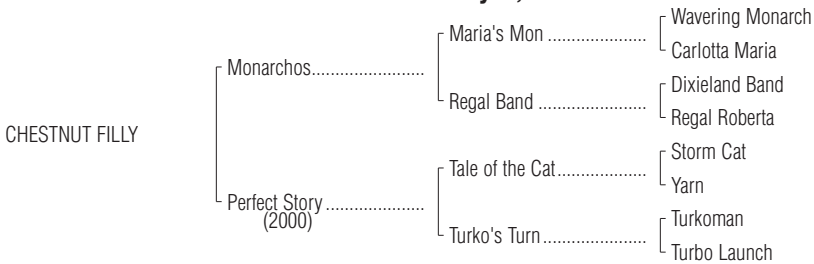 Wavering Monarch
Maria's Mon ......................
Carlotta Maria
Monarchos........................
Dixieland Band
Regal Band .......................
Regal Roberta
CHESTNUT FILLY
Storm Cat
Tale of the Cat...................
Yarn
Perfect Story .....................
(2000)
Turkoman
Turko's Turn ......................
Turbo Launch